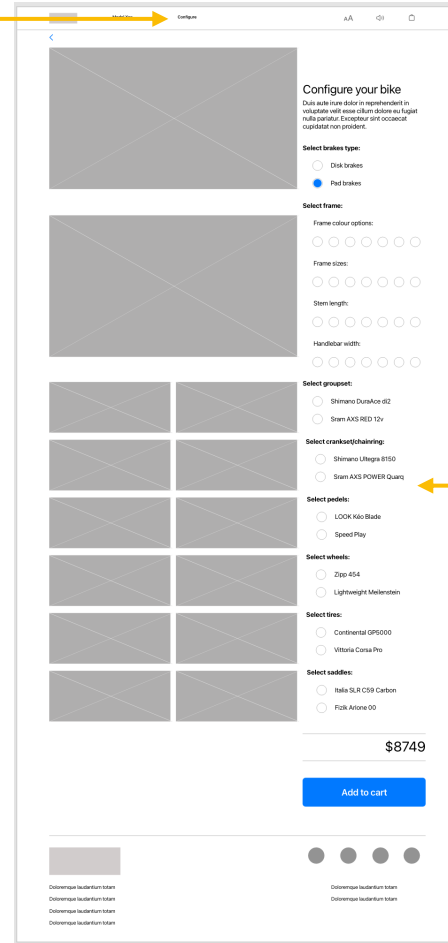 Configure
AA
Configure your bike
Duis aute irure dolor in reprehenderit in
voluptate velit esse cillum dolore eu fugiat
nulla pariatur. Excepteur sint occaecat
cupidatat non proident.
Select brakes type:
Disk brakes
Pad brakes
Select frame:
Frame colour options:
Frame sizes:
Stem length:
Handlebar width:
Select groupset:
Shimano DuraAce di2
Sram AXS RED 12v
Select crankset/chainring:
Shimano Ultegra 8150
Sram AXS POWER Quarq
Select pedels:
LOOK Kéo Blade
Speed Play
Select wheels:
Zipp 454
Lightweight Meilenstein
Select tires:
Continental GP5000
Vittoria Corsa Pro
Select saddles:
Italia SLR C59 Carbon
Fizik Arione 00
$8749
Add to cart
Doloremque laudantium totam
Doloremque laudantium totam
Doloremque laudantium totam
Doloremque laudantium totam
Doloremque laudantium totam
Doloremque laudantium totam